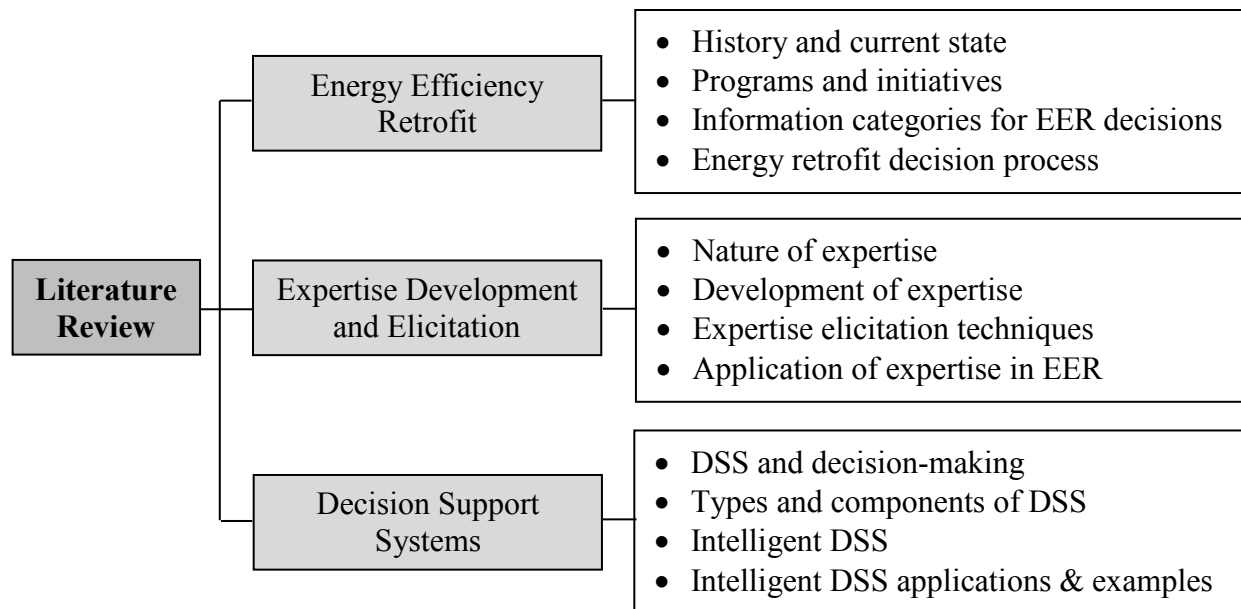 Literature
Review
Energy Efficiency
Retrofit
• History and current state
• Programs and initiatives
• Information categories for EER decisions
• Energy retrofit decision process
Expertise Development
and Elicitation
• Nature of expertise
• Development of expertise
• Expertise elicitation techniques
• Application of expertise in EER
Decision Support
Systems
• DSS and decision-making
• Types and components of DSS
• Intelligent DSS
• Intelligent DSS applications & examples